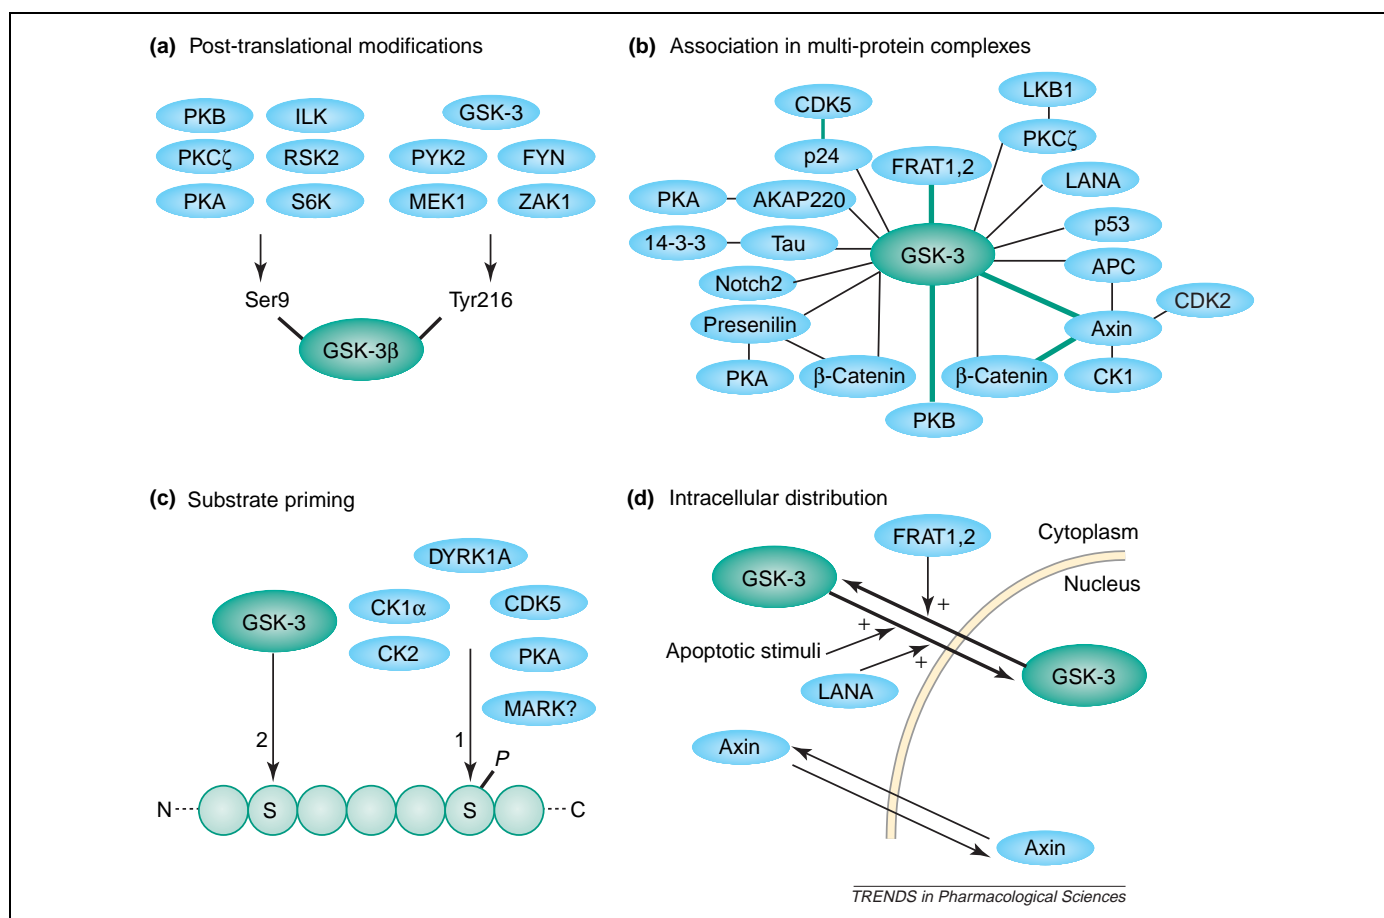 (a) Post-translational modifications
PKB
ILK
GSK-3
PKCζ
RSK2
PYK2
FYN
PKA
S6K
MEK1
ZAK1
Ser9
Tyr216
GSK-3β
(b) Association in multi-protein complexes
CDK5
LKB1
p24
FRAT1,2
PKCζ
PKA
AKAP220
LANA
14-3-3
Tau
GSK-3
p53
Notch2
APC
CDK2
Presenilin
Axin
PKA
β-Catenin
β-Catenin
CK1
PKB
(c) Substrate priming
DYRK1A
GSK-3
CK1α
CDK5
CK2
PKA
MARK?
2
1
P
N
S
S
C
(d) Intracellular distribution
FRAT1,2
Cytoplasm
Nucleus
GSK-3
+
+
Apoptotic stimuli
+
LANA
GSK-3
Axin
Axin
TRENDS in Pharmacological Sciences